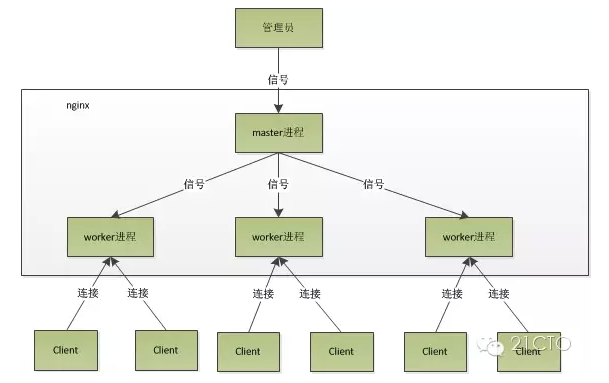 管理员
信号
nginx
master进程
信号
信号
信号
worker进程
worker进程
worker进程
连接
连接
连接
连接
连接
连接
Client
Client
Client
Client
Client
Client
21CTO